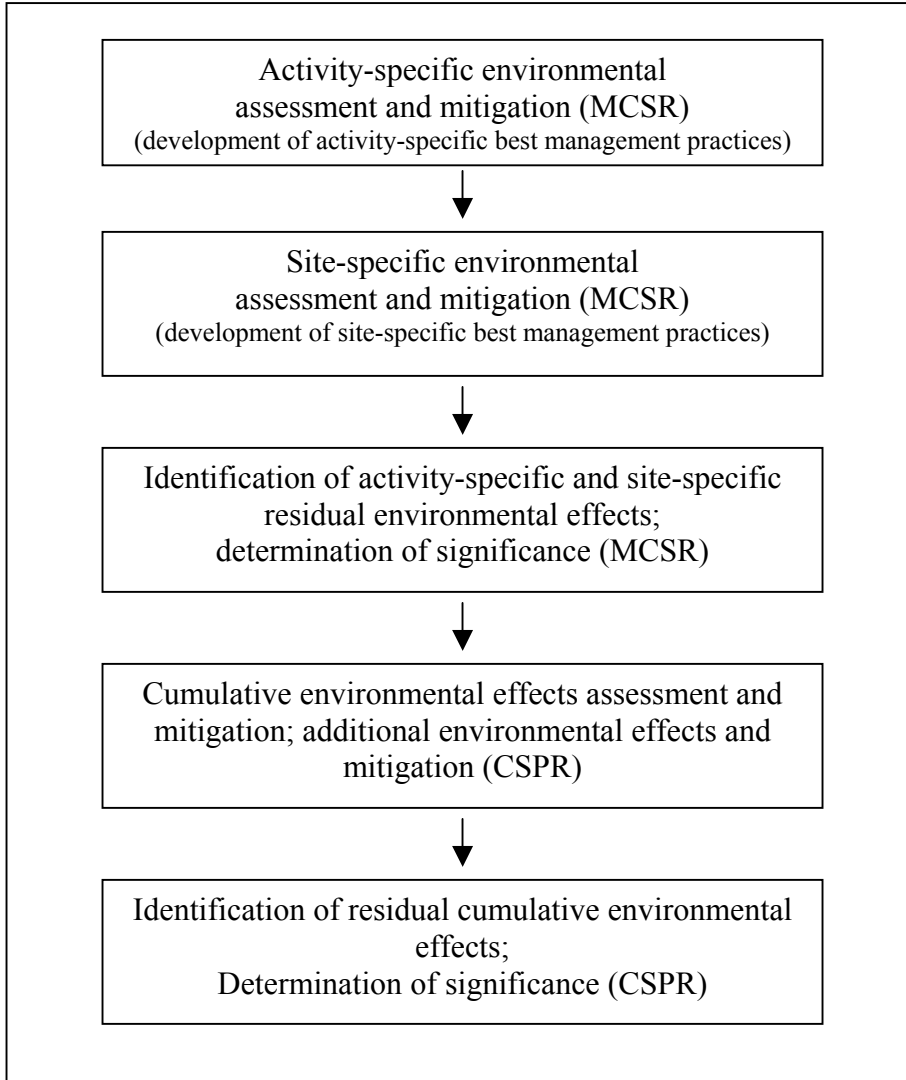 Activity-specific environmental
assessment and mitigation (MCSR)
(development of activity-specific best management practices)
Site-specific environmental
assessment and mitigation (MCSR)
(development of site-specific best management practices)
Identification of activity-specific and site-specific
residual environmental effects;
determination of significance (MCSR)
Cumulative environmental effects assessment and
mitigation; additional environmental effects and
mitigation (CSPR)
Identification of residual cumulative environmental
effects;
Determination of significance (CSPR)